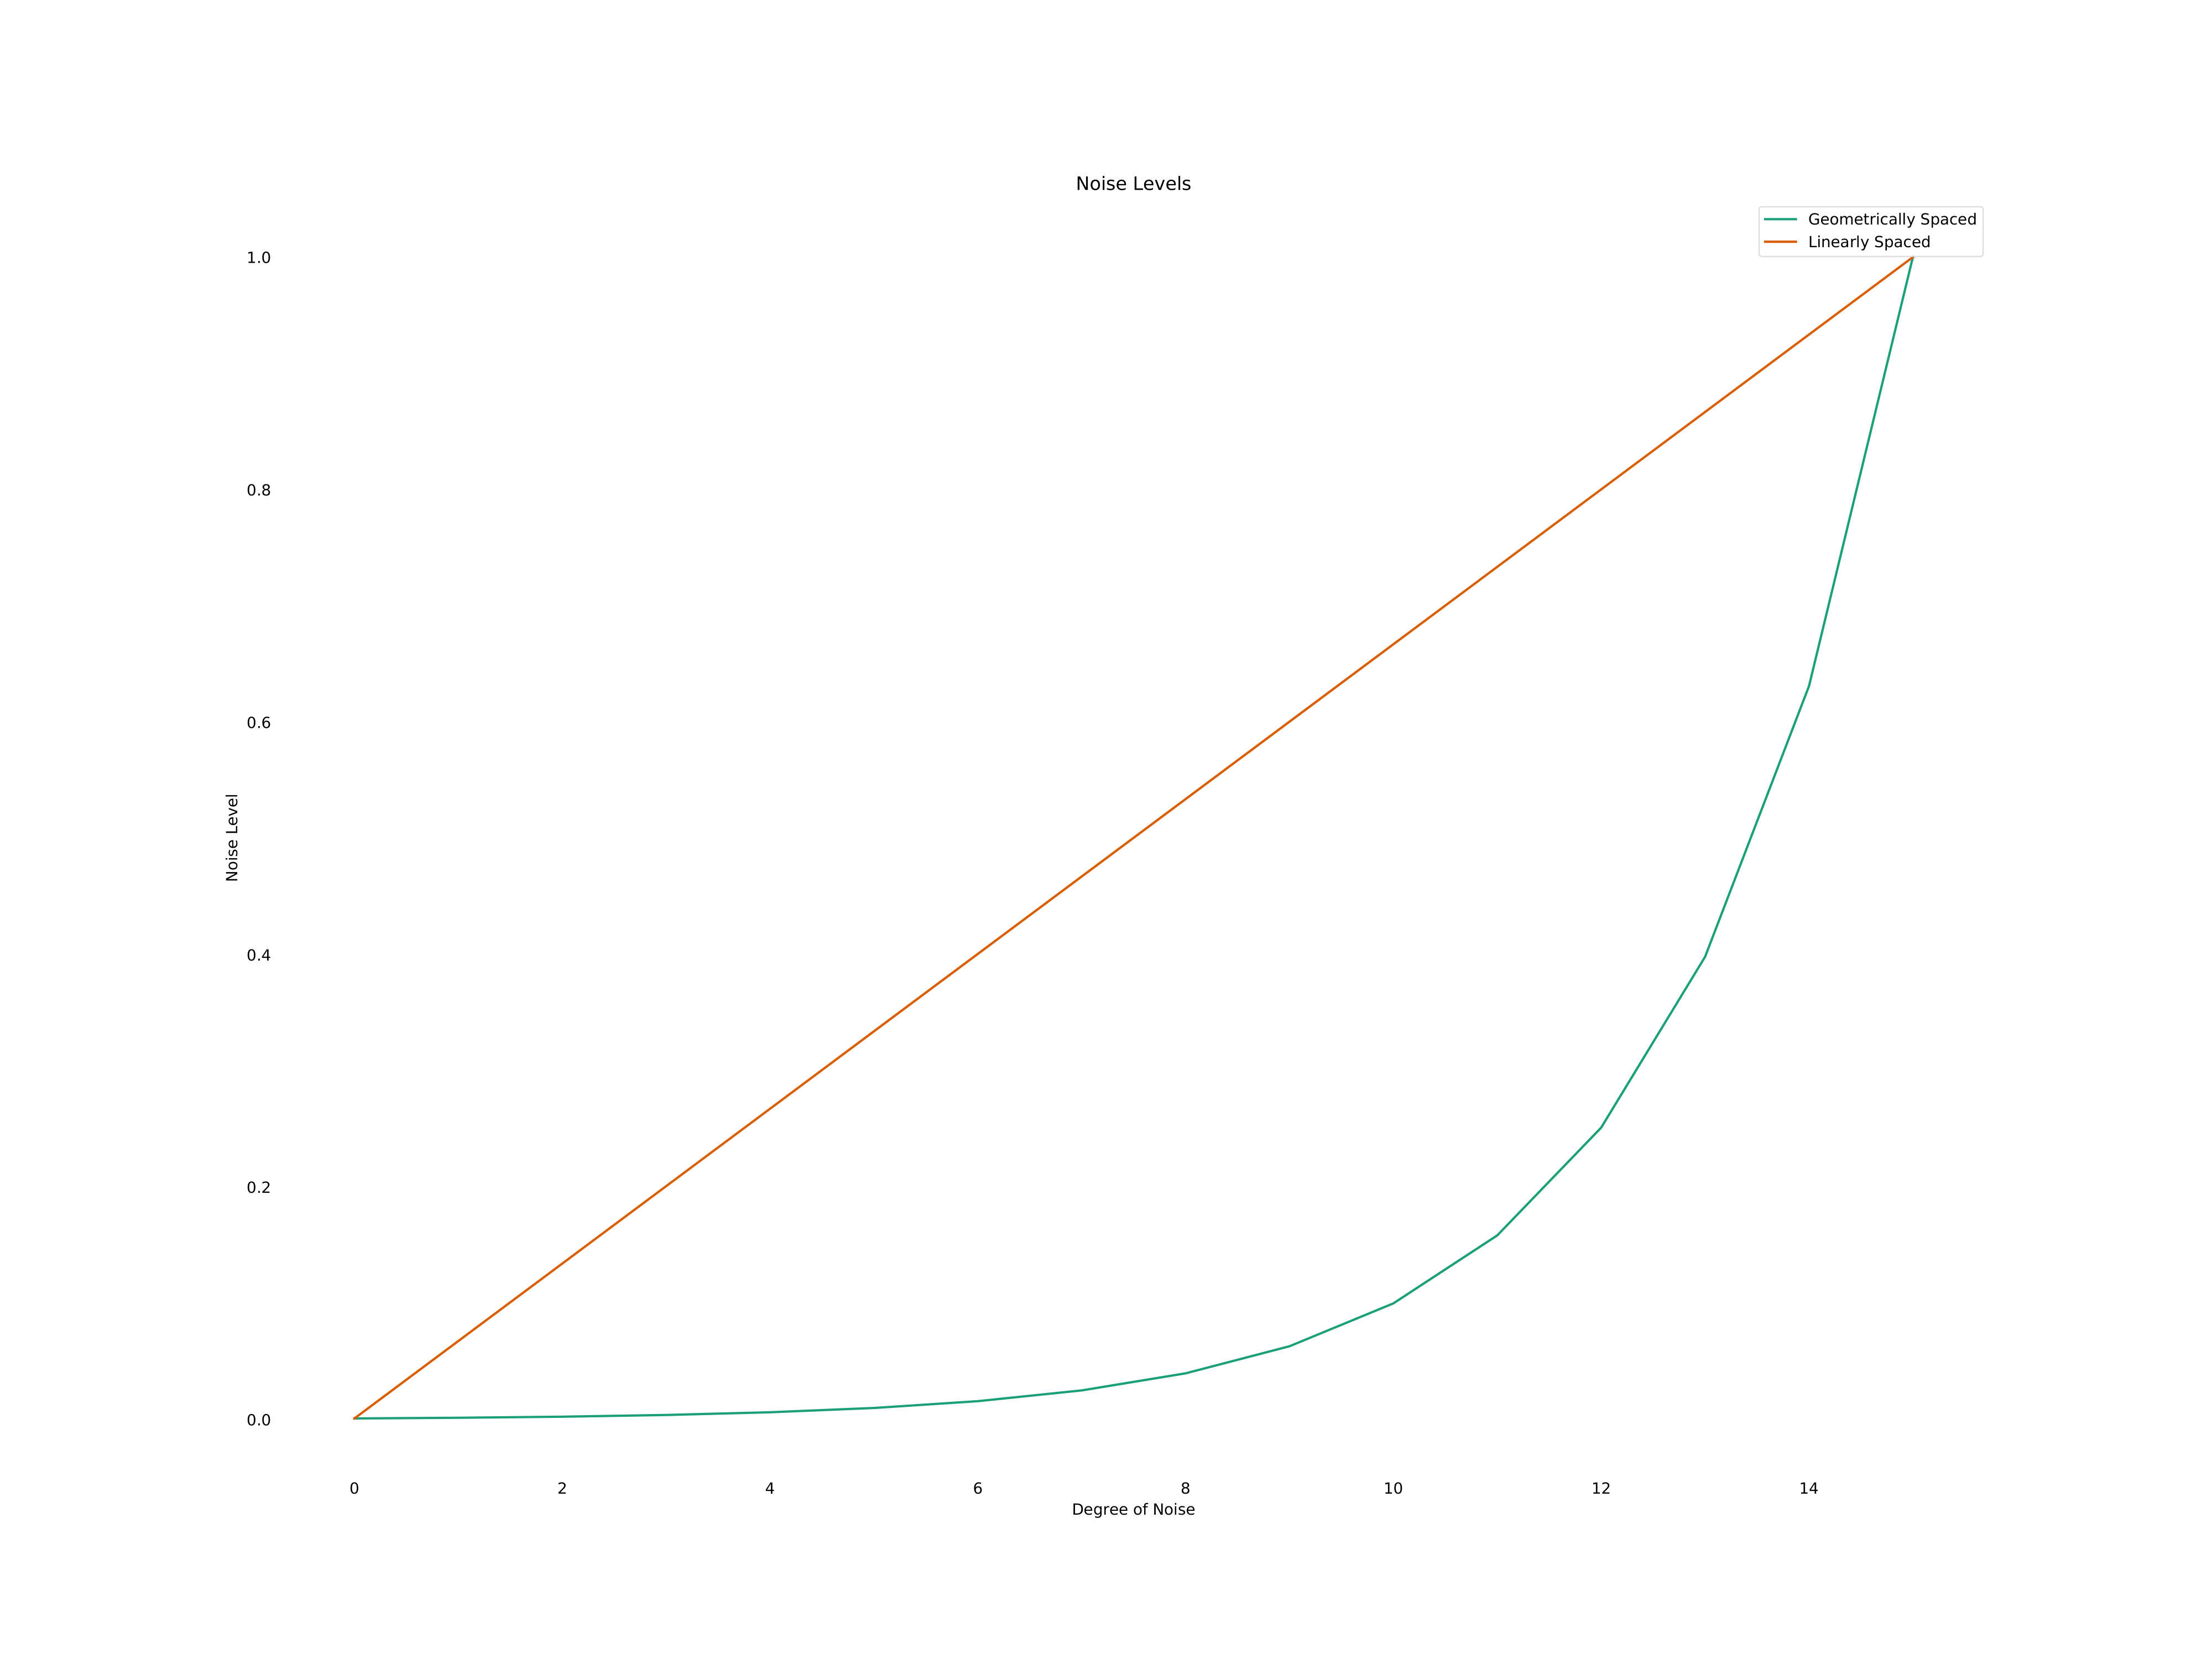 Noise Levels
Geometrically Spaced
Linearly Spaced
1.0
0.8
0.6
0.4
0.2
0.0
Noise Level
0 2 4 6 8 10 12 14
Degree of Noise